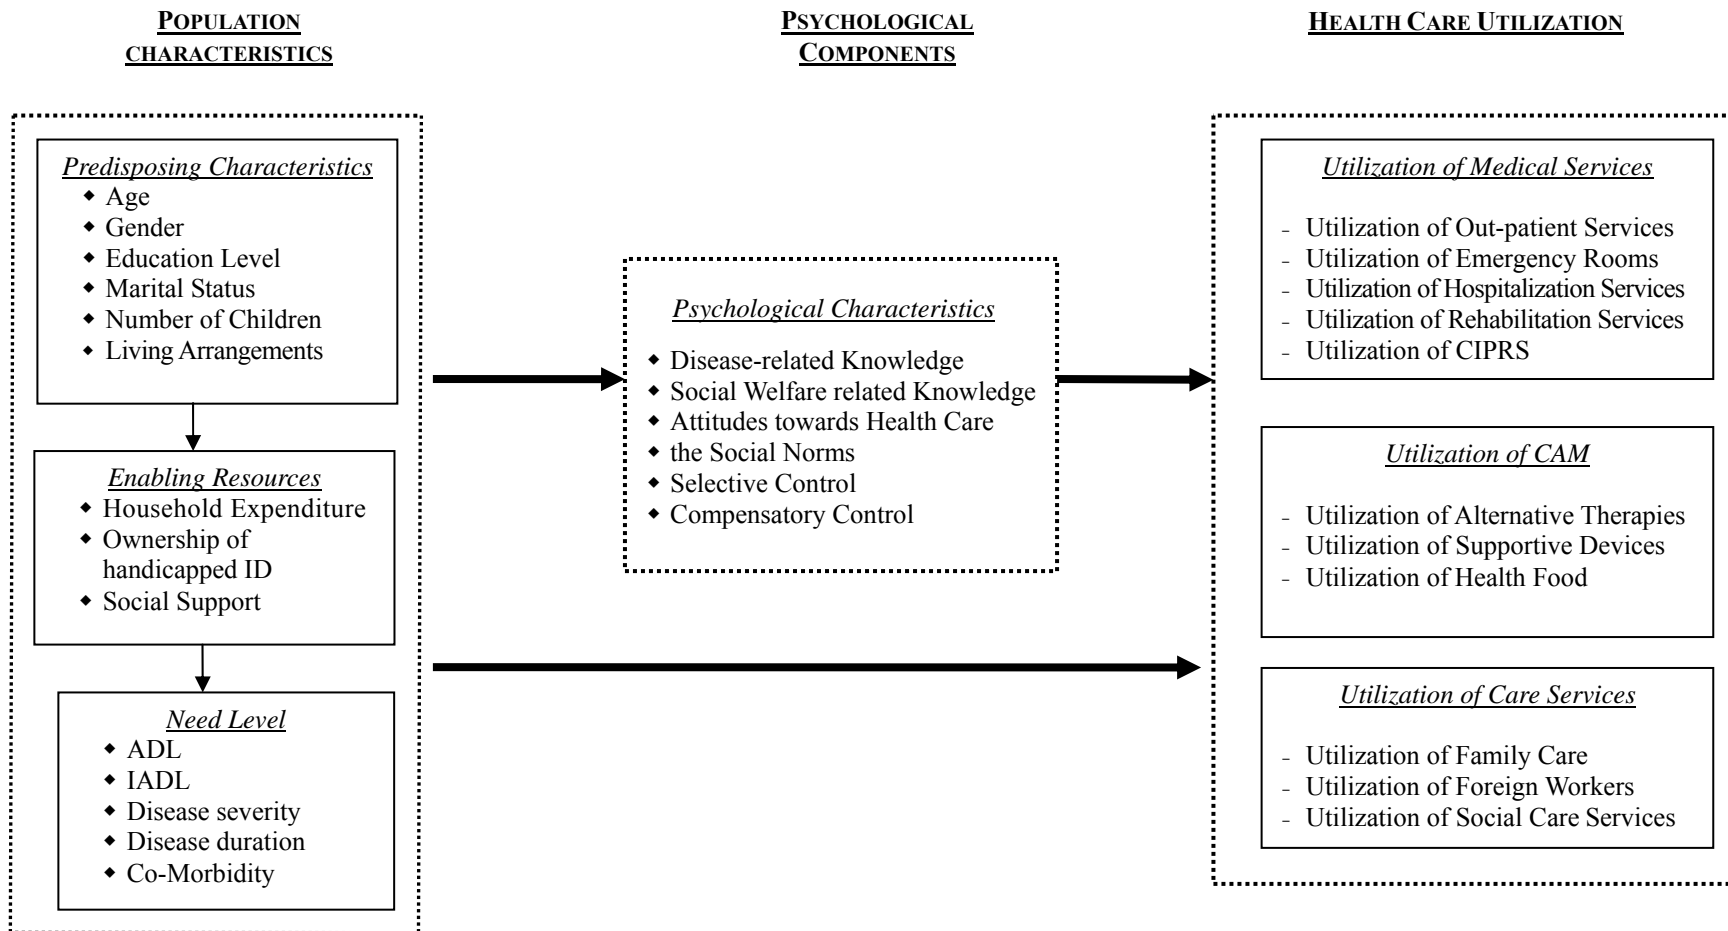 POPULATION
CHARACTERISTICS
PSYCHOLOGICAL
COMPONENTS
HEALTH CARE UTILIZATION
Predisposing Characteristics
◆ Age
◆ Gender
◆ Education Level
◆ Marital Status
◆ Number of Children
◆ Living Arrangements
Enabling Resources
◆ Household Expenditure
◆ Ownership of
handicapped ID
◆ Social Support
Need Level
◆ ADL
◆ IADL
◆ Disease severity
◆ Disease duration
◆ Co-Morbidity
Psychological Characteristics
◆ Disease-related Knowledge
◆ Social Welfare related Knowledge
◆ Attitudes towards Health Care
◆ the Social Norms
◆ Selective Control
◆ Compensatory Control
Utilization of Medical Services
- Utilization of Out-patient Services
- Utilization of Emergency Rooms
- Utilization of Hospitalization Services
- Utilization of Rehabilitation Services
- Utilization of CIPRS
Utilization of CAM
- Utilization of Alternative Therapies
- Utilization of Supportive Devices
- Utilization of Health Food
Utilization of Care Services
- Utilization of Family Care
- Utilization of Foreign Workers
- Utilization of Social Care Services